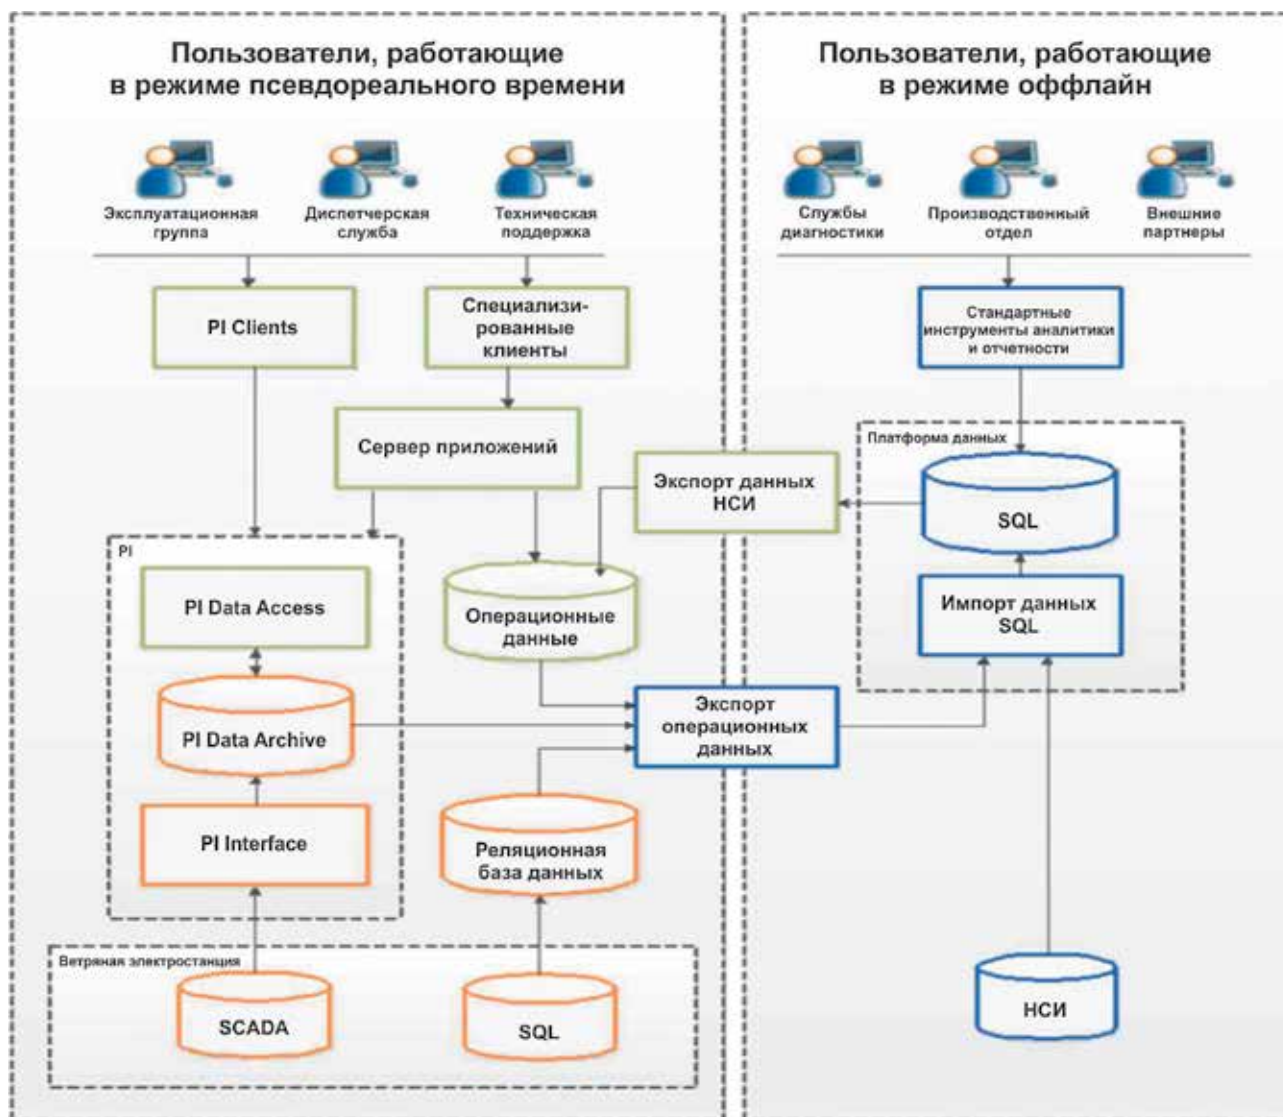 Пользователи, работающие
в режиме псевдореального времени
Эксплуатационная
группа
Диспетчерская
служба
Техническая
поддержка
PI Clients
Специализи-
рованные
клиенты
Сервер приложений
PI
PI Data Access
PI Data Archive
PI Interface
Операционные
данные
Реляционная
база данных
Ветряная электростанция
SCADA
SQL
Экспорт данных
НСИ
Экспорт
операционных
данных
Пользователи, работающие
в режиме оффлайн
Службы
диагностики
Производственный
отдел
Внешние
партнеры
Стандартные
инструменты аналитики
и отчетности
Платформа данных
SQL
Импорт данных
SQL
НСИ